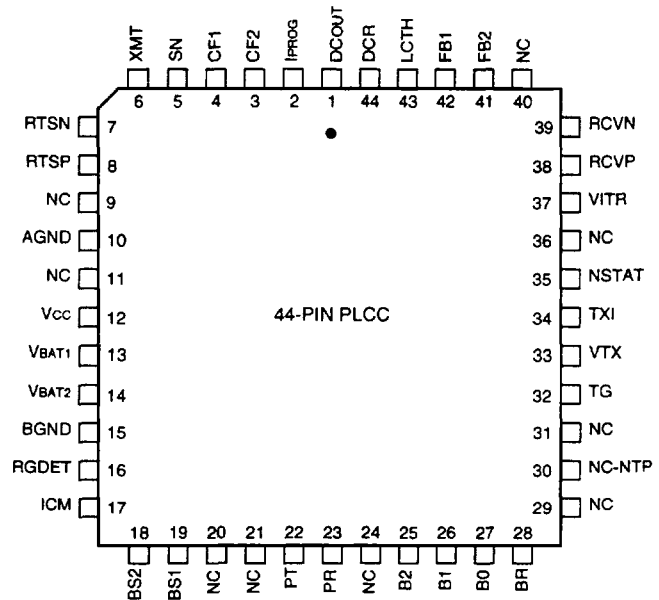 XMT SN CF1 CF2 IPROG DCOUT DCR LCTH FB1 FB2 NC
6 5 4 3 2 1 44 43 42 41 40
RTSN 7 39 RCVN
RTSP 8 38 RCVP
NC 9 37 VITR
AGND 10 36 NC
NC 11 35 NSTAT
VCC 12 44-PIN PLCC 34 TXI
VBAT1 13 33 VTX
VBAT2 14 32 TG
BGND 15 31 NC
RGDET 16 30 NC-NTP
ICM 17 29 NC
18 19 20 21 22 23 24 25 26 27 28
BS2 BS1 NC NC PT PR NC B2 B1 B0 BR